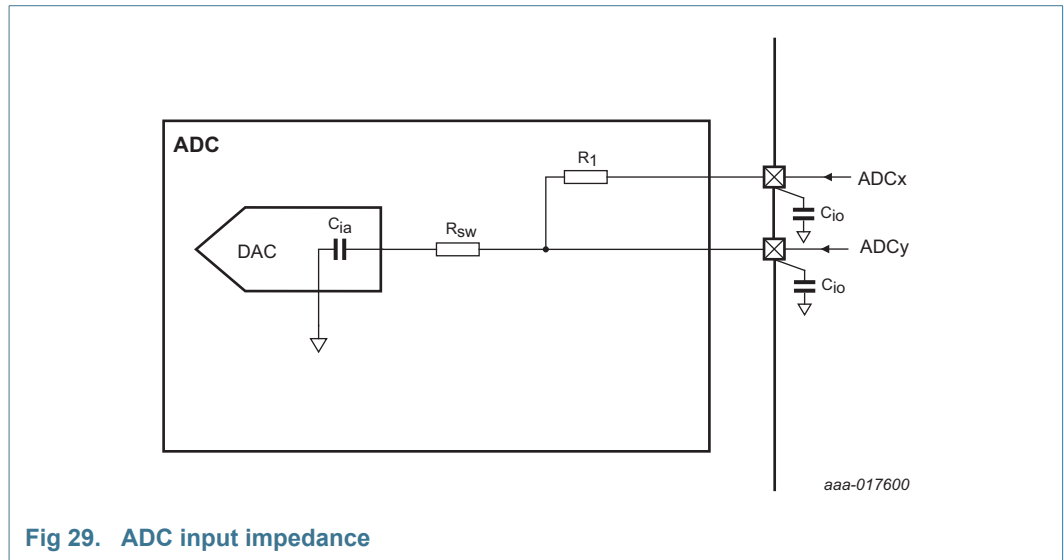 ADC
R1
ADCx
Cio
Cia
Rsw
DAC
ADCy
Cio
aaa-017600
Fig 29. ADC input impedance